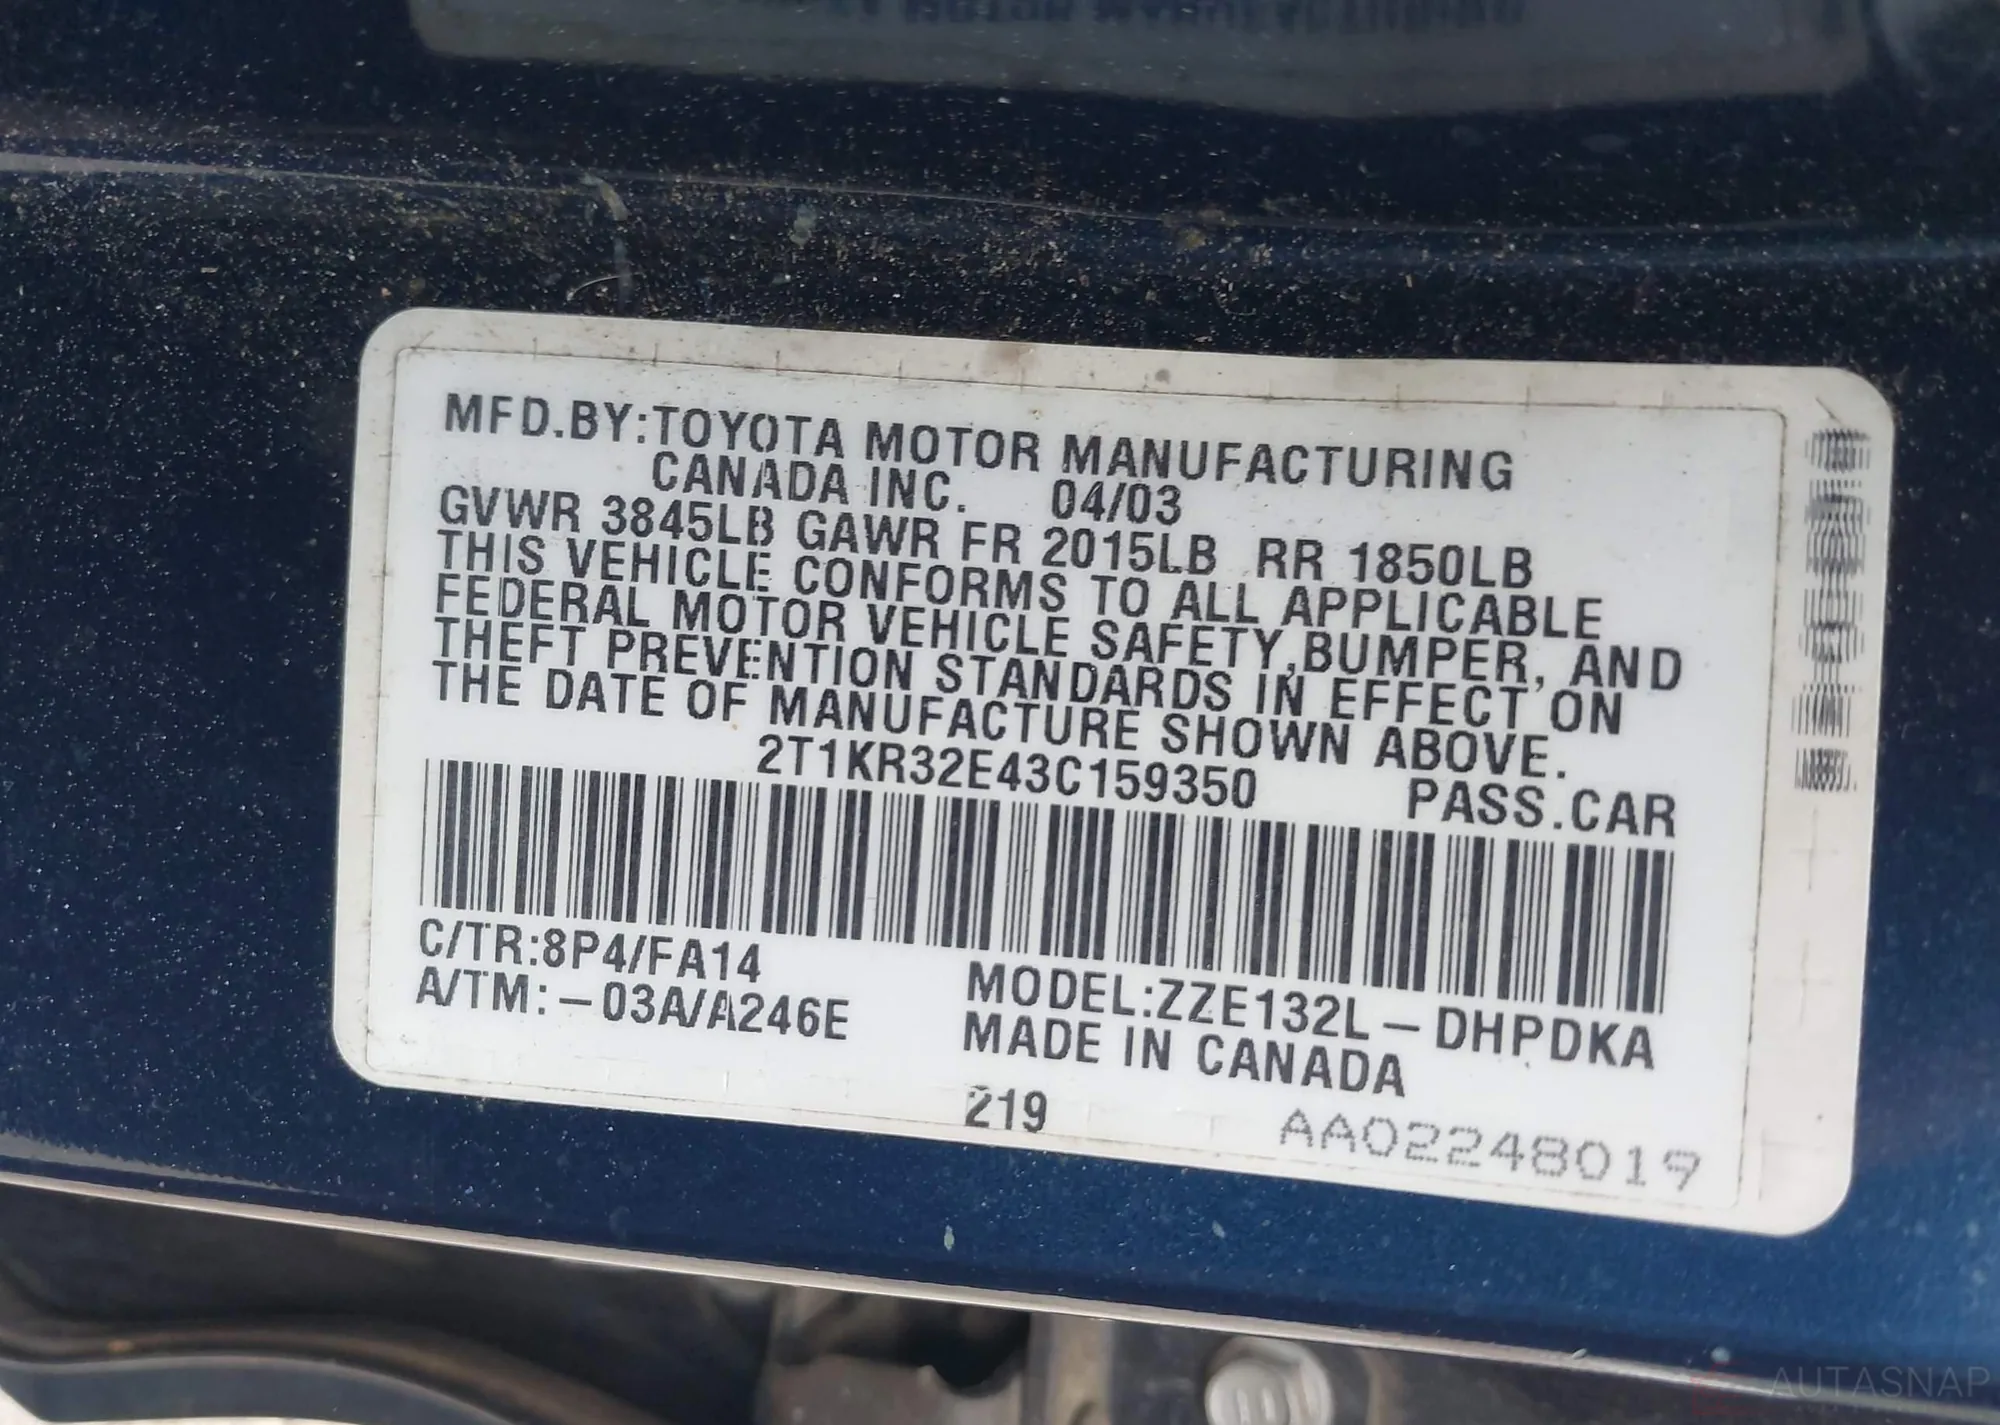 MFD.BY:TOYOTA MOTOR MANUFACTURING
CANADA INC. 04/03
GVWR 3845LB GAWR FR 2015LB RR 1850LB
THIS VEHICLE CONFORMS TO ALL APPLICABLE
FEDERAL MOTOR VEHICLE SAFETY,BUMPER, AND
THEFT PREVENTION STANDARDS IN EFFECT ON
THE DATE OF MANUFACTURE SHOWN ABOVE.
2T1KR32E43C159350 PASS.CAR
C/TR:8P4/FA14
A/TM:–03A/A246E
MODEL:ZZE132L–DHPDKA
MADE IN CANADA
219
AA02248019
AUTASNAP